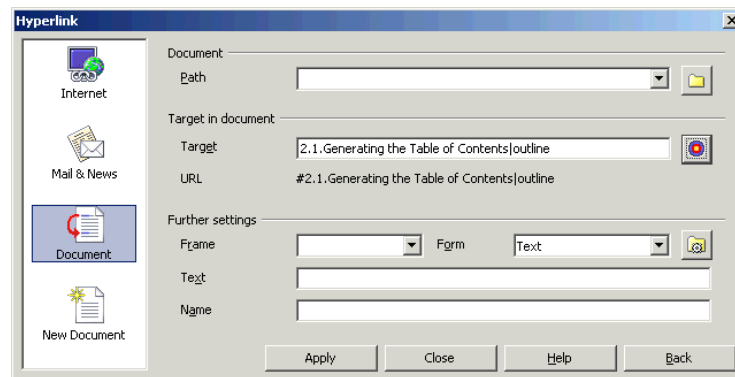 Hyperlink
Internet
Mail & News
Document
New Document
Document
Path
Target in document
Target 2.1.Generating the Table of Contents|outline
URL #2.1.Generating the Table of Contents|outline
Further settings
Frame Form Text
Text
Name
Apply Close Help Back